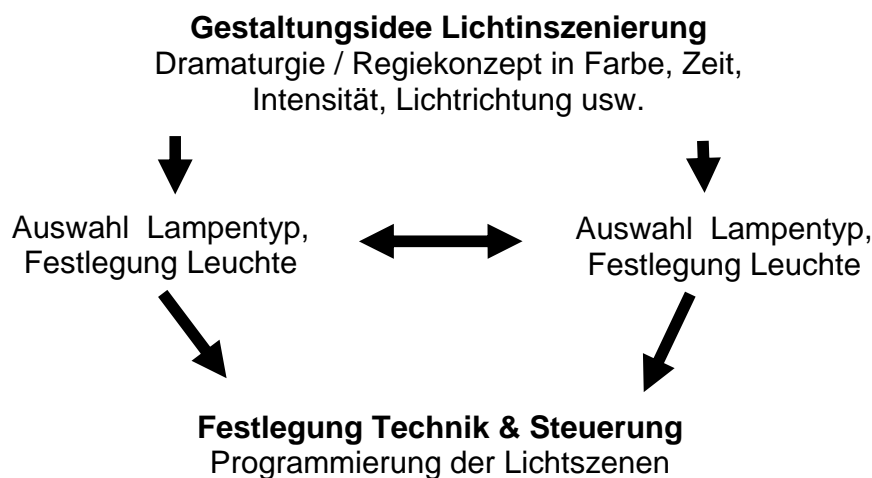 Gestaltungsidee Lichtinszenierung
Dramaturgie / Regiekonzept in Farbe, Zeit,
Intensität, Lichtrichtung usw.
Auswahl Lampentyp,
Festlegung Leuchte
Auswahl Lampentyp,
Festlegung Leuchte
Festlegung Technik & Steuerung
Programmierung der Lichtszenen